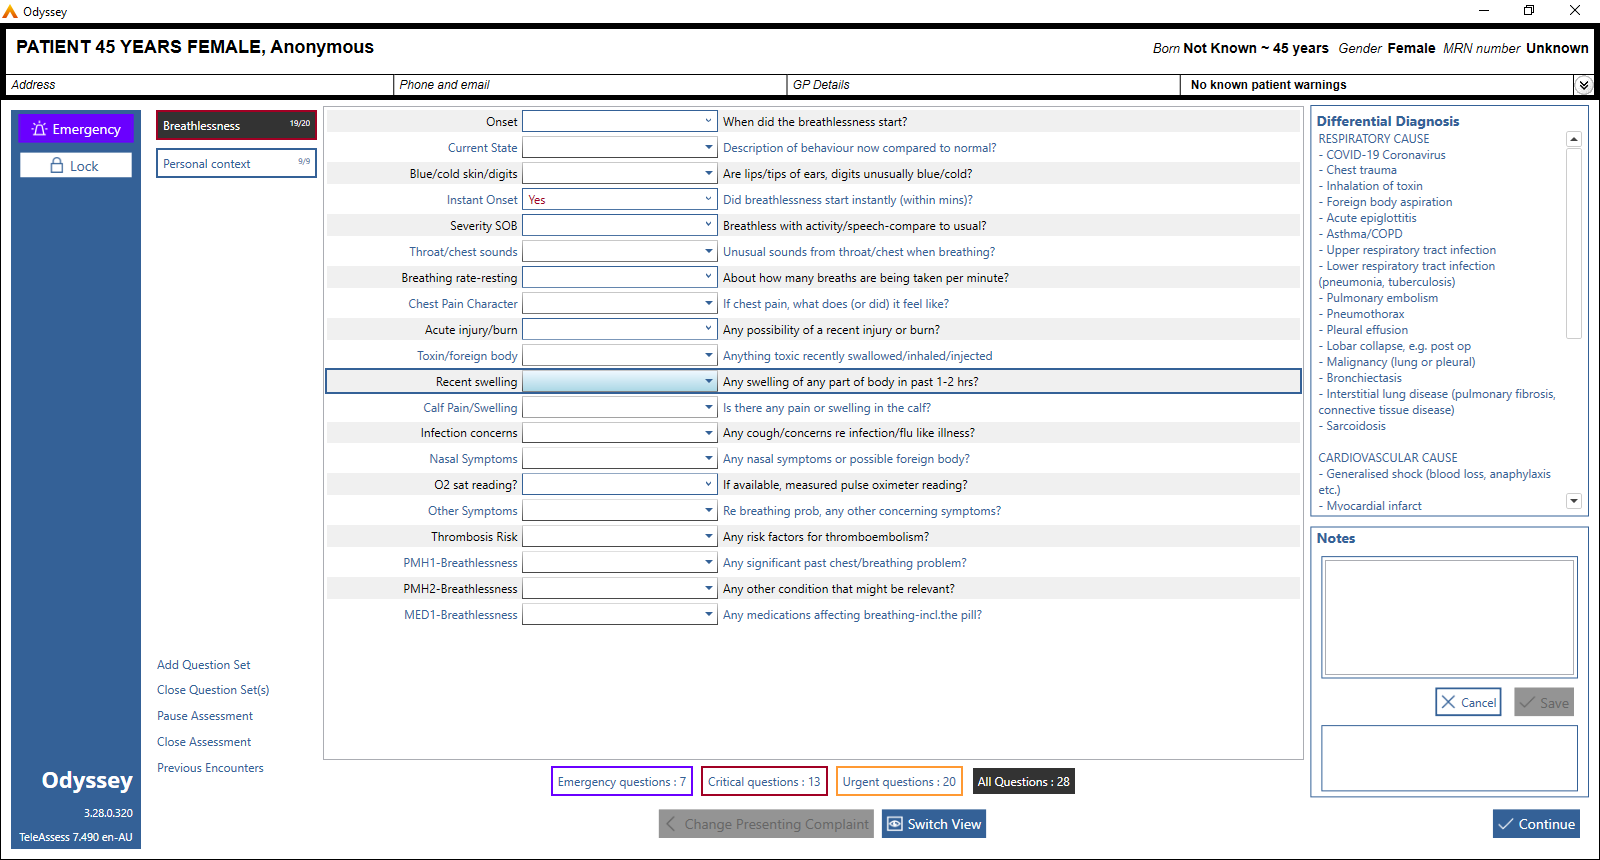 Odyssey
PATIENT 45 YEARS FEMALE, Anonymous
Born Not Known ~ 45 years Gender Female MRN number Unknown
Address Phone and email GP Details No known patient warnings
Emergency
Lock
Breathlessness 19/20
Personal context 9/9
Onset When did the breathlessness start?
Current State Description of behaviour now compared to normal?
Blue/cold skin/digits Are lips/tips of ears, digits unusually blue/cold?
Instant Onset Yes Did breathlessness start instantly (within mins)?
Severity SOB Breathless with activity/speech-compare to usual?
Throat/chest sounds Unusual sounds from throat/chest when breathing?
Breathing rate-resting About how many breaths are being taken per minute?
Chest Pain Character If chest pain, what does (or did) it feel like?
Acute injury/burn Any possibility of a recent injury or burn?
Toxin/foreign body Anything toxic recently swallowed/inhaled/injected
Recent swelling Any swelling of any part of body in past 1-2 hrs?
Calf Pain/Swelling Is there any pain or swelling in the calf?
Infection concerns Any cough/concerns re infection/flu like illness?
Nasal Symptoms Any nasal symptoms or possible foreign body?
O2 sat reading? If available, measured pulse oximeter reading?
Other Symptoms Re breathing prob, any other concerning symptoms?
Thrombosis Risk Any risk factors for thromboembolism?
PMH1-Breathlessness Any significant past chest/breathing problem?
PMH2-Breathlessness Any other condition that might be relevant?
MED1-Breathlessness Any medications affecting breathing-incl.the pill?
Differential Diagnosis
RESPIRATORY CAUSE
- COVID-19 Coronavirus
- Chest trauma
- Inhalation of toxin
- Foreign body aspiration
- Acute epiglottitis
- Asthma/COPD
- Upper respiratory tract infection
- Lower respiratory tract infection
(pneumonia, tuberculosis)
- Pulmonary embolism
- Pneumothorax
- Pleural effusion
- Lobar collapse, e.g. post op
- Malignancy (lung or pleural)
- Bronchiectasis
- Interstitial lung disease (pulmonary fibrosis,
connective tissue disease)
- Sarcoidosis
CARDIOVASCULAR CAUSE
- Generalised shock (blood loss, anaphylaxis
etc.)
- Myocardial infarct
Notes
Cancel Save
Add Question Set
Close Question Set(s)
Pause Assessment
Close Assessment
Previous Encounters
Odyssey
3.28.0.320
TeleAssess 7.490 en-AU
Emergency questions : 7 Critical questions : 13 Urgent questions : 20 All Questions : 28
Change Presenting Complaint Switch View Continue